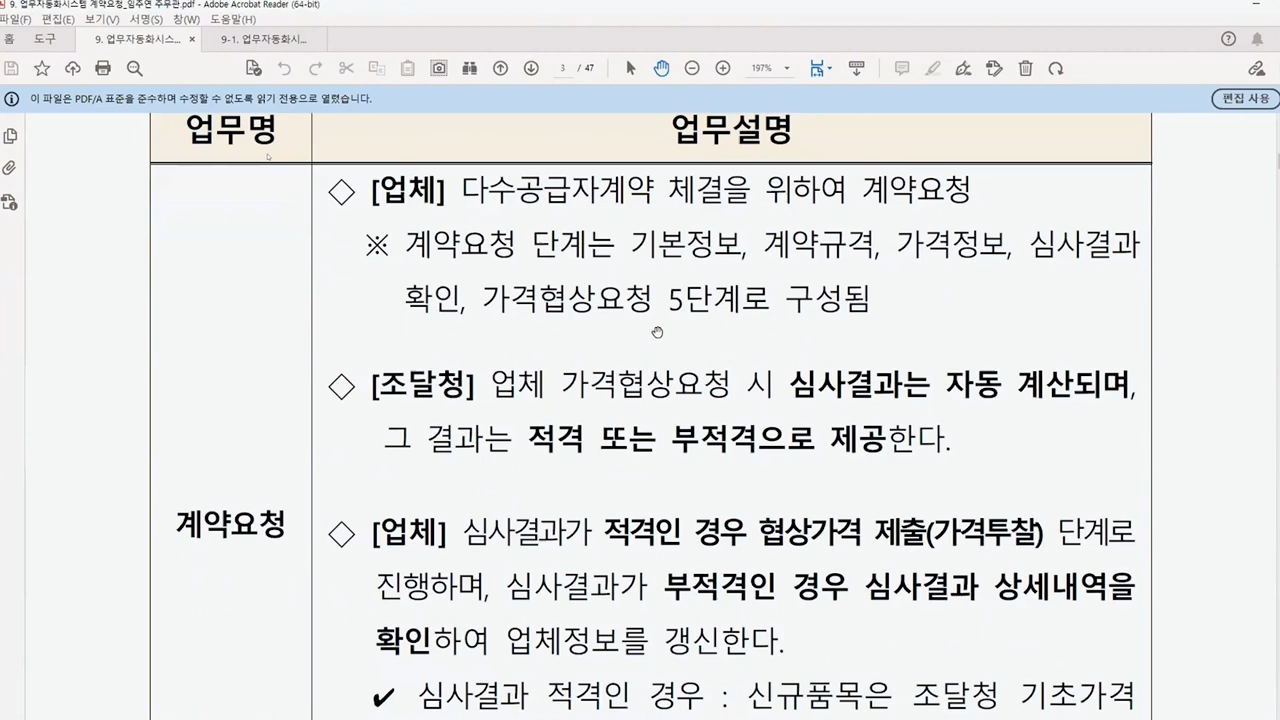 9. 업무자동화시스템 계약요청_임주연 주무관.pdf - Adobe Acrobat Reader (64-bit)
파일(F) 편집(E) 보기(V) 서명(S) 창(W) 도움말(H)
홈 도구 9. 업무자동화시스... × 9-1. 업무자동화시...
3 / 47 197%
이 파일은 PDF/A 표준을 준수하며 수정할 수 없도록 읽기 전용으로 열렸습니다. 편집 사용
업무명 업무설명
◇ [업체] 다수공급자계약 체결을 위하여 계약요청
※ 계약요청 단계는 기본정보, 계약규격, 가격정보, 심사결과
확인, 가격협상요청 5단계로 구성됨
◇ [조달청] 업체 가격협상요청 시 심사결과는 자동 계산되며,
그 결과는 적격 또는 부적격으로 제공한다.
계약요청
◇ [업체] 심사결과가 적격인 경우 협상가격 제출(가격투찰) 단계로
진행하며, 심사결과가 부적격인 경우 심사결과 상세내역을
확인하여 업체정보를 갱신한다.
✔ 심사결과 적격인 경우 : 신규품목은 조달청 기초가격